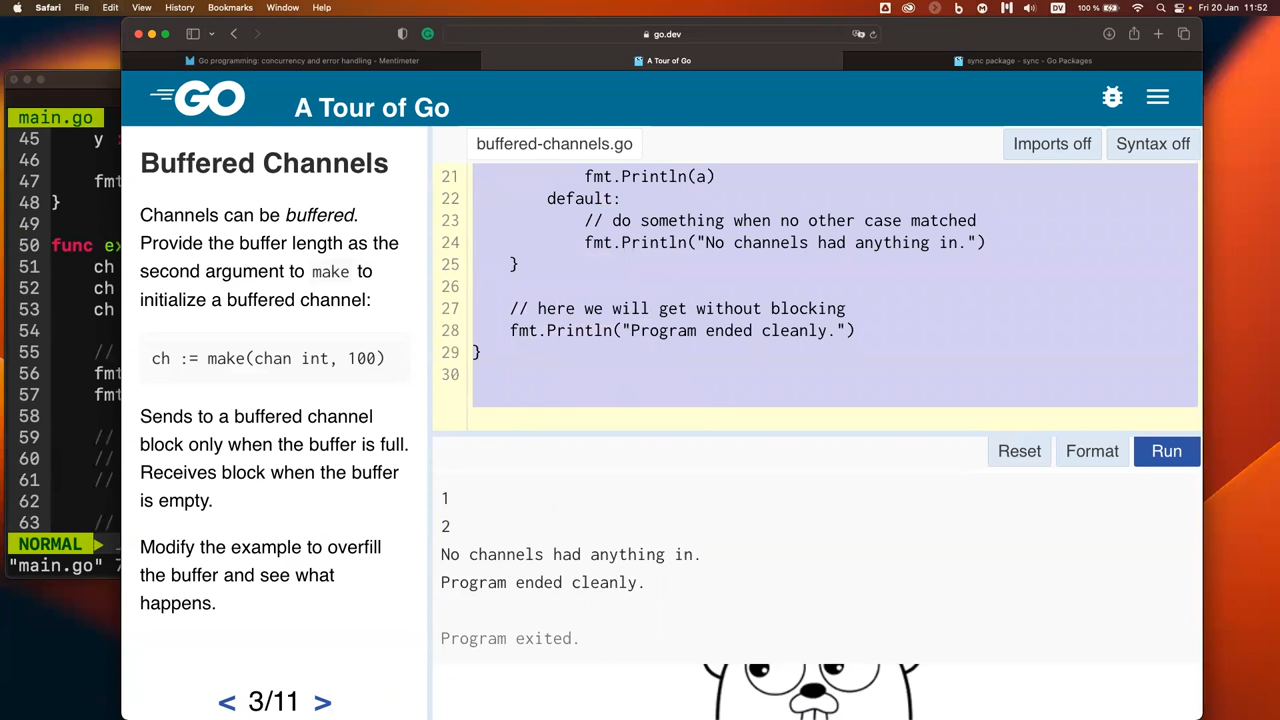 Safari File Edit View History Bookmarks Window Help
DV 100 % Fri 20 Jan 11:52
go.dev
Go programming: concurrency and error handling - Mentimeter
A Tour of Go
sync package - sync - Go Packages
main.go
45 y
46
47 fm
48 }
49
50 func ex
51 ch
52 ch
53 ch
54
55 //
56 fmt
57 fmt
58
59 //
60 //
61 //
62
63 //
NORMAL
"main.go" 7
GO
A Tour of Go
Buffered Channels
Channels can be buffered.
Provide the buffer length as the
second argument to make to
initialize a buffered channel:
ch := make(chan int, 100)
Sends to a buffered channel
block only when the buffer is full.
Receives block when the buffer
is empty.
Modify the example to overfill
the buffer and see what
happens.
< 3/11 >
buffered-channels.go
Imports off
Syntax off
21 fmt.Println(a)
22 default:
23 // do something when no other case matched
24 fmt.Println("No channels had anything in.")
25 }
26
27 // here we will get without blocking
28 fmt.Println("Program ended cleanly.")
29 }
30
Reset
Format
Run
1
2
No channels had anything in.
Program ended cleanly.
Program exited.